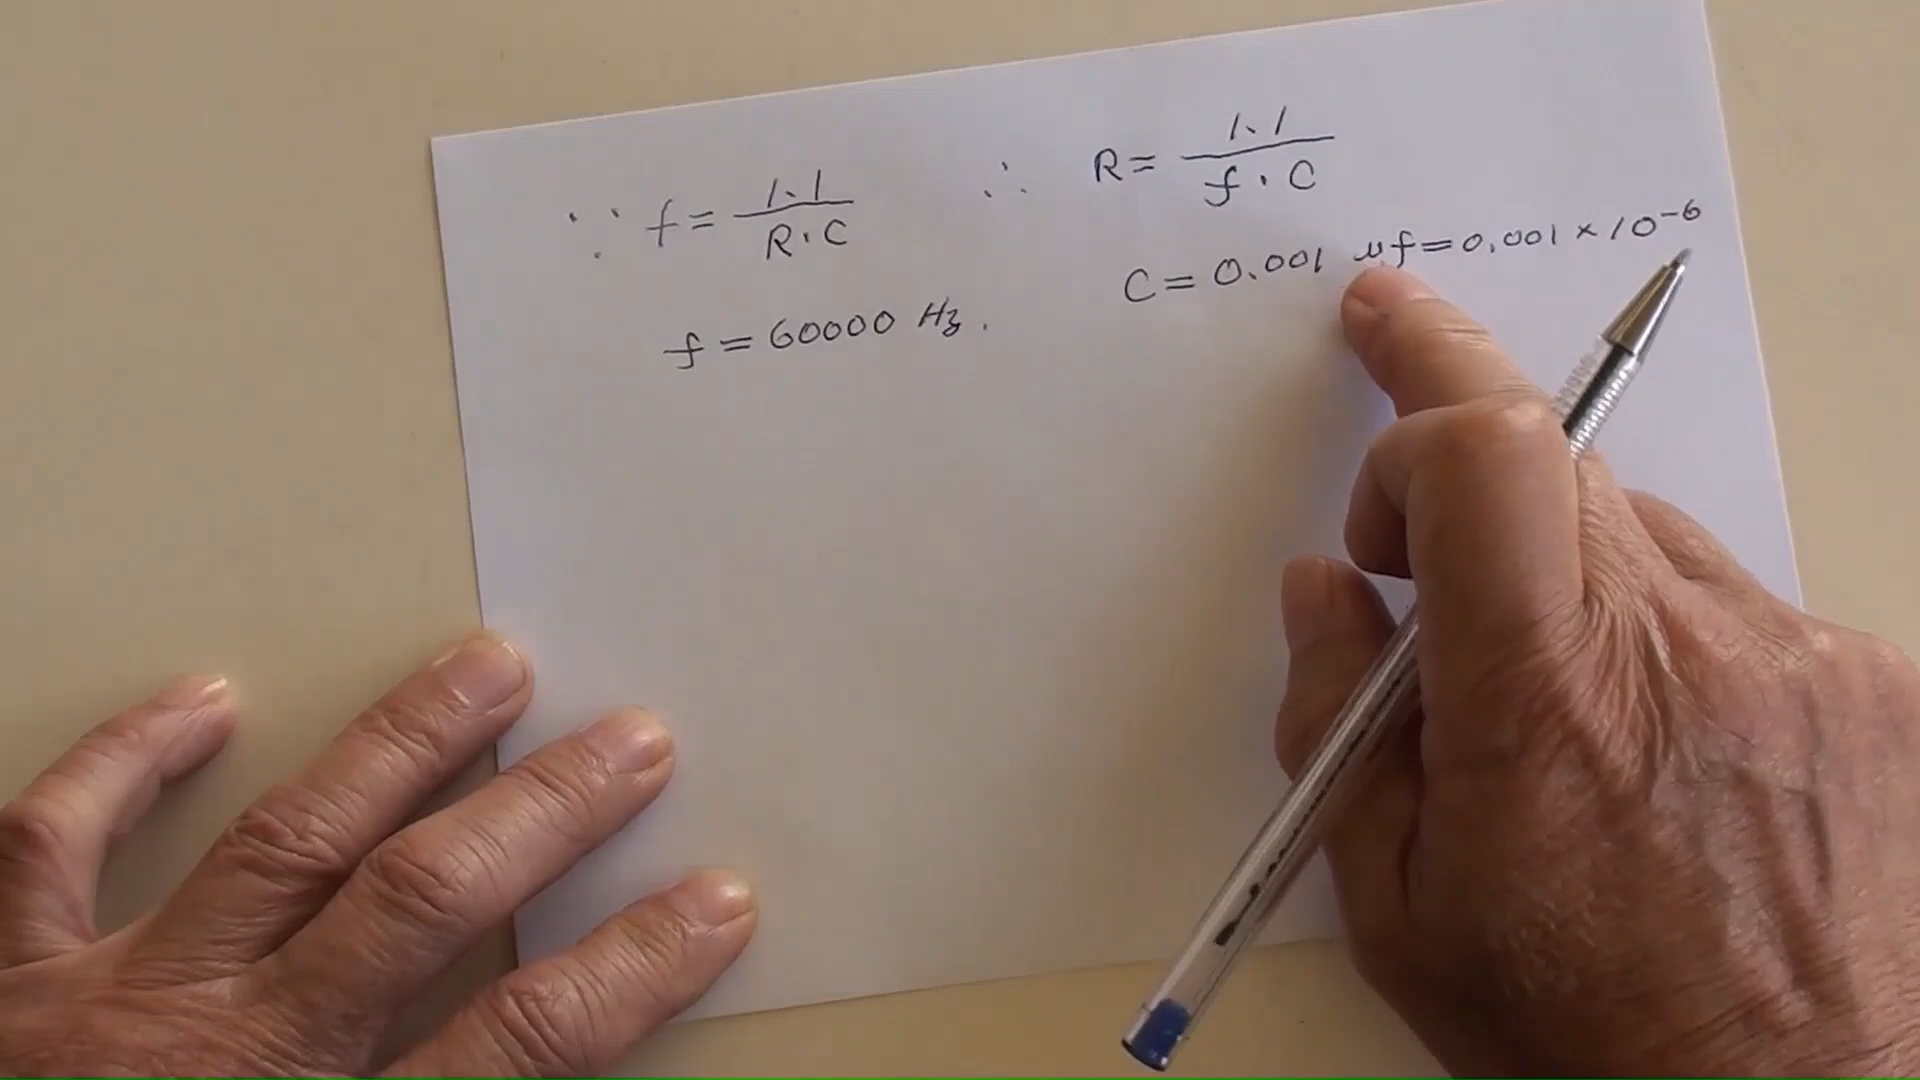 ∵ f = 1.1 / R·C ∴ R = 1.1 / f·C
f = 60000 Hz. C = 0.001 µf = 0.001 × 10⁻⁶